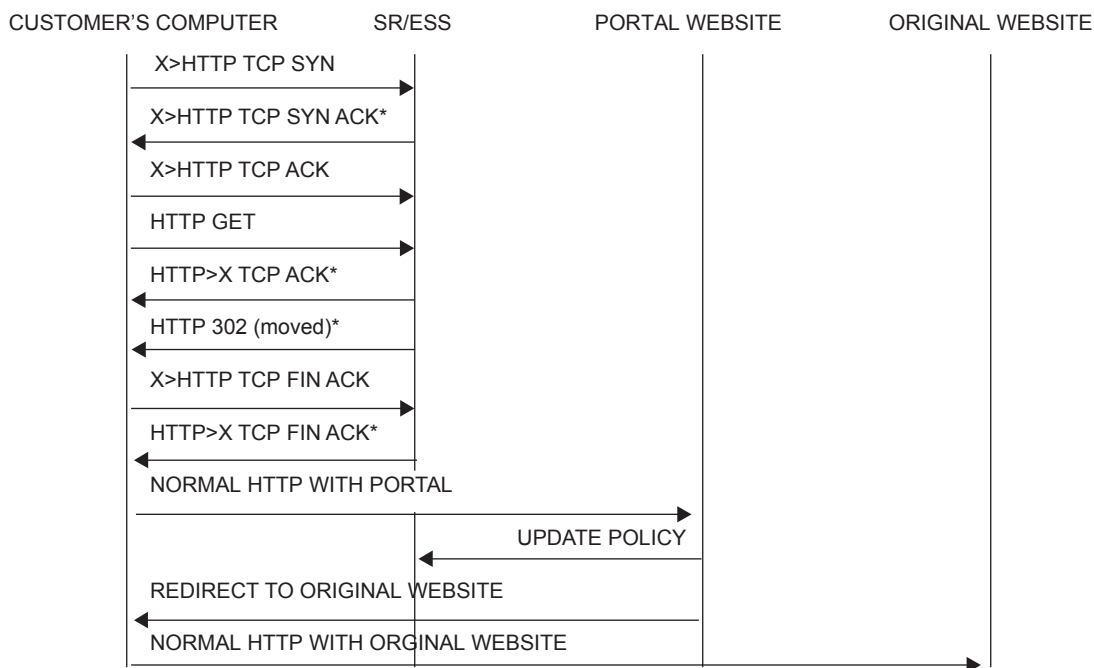 CUSTOMER'S COMPUTER SR/ESS PORTAL WEBSITE ORIGINAL WEBSITE
X>HTTP TCP SYN
X>HTTP TCP SYN ACK*
X>HTTP TCP ACK
HTTP GET
HTTP>X TCP ACK*
HTTP 302 (moved)*
X>HTTP TCP FIN ACK
HTTP>X TCP FIN ACK*
NORMAL HTTP WITH PORTAL
UPDATE POLICY
REDIRECT TO ORIGINAL WEBSITE
NORMAL HTTP WITH ORGINAL WEBSITE